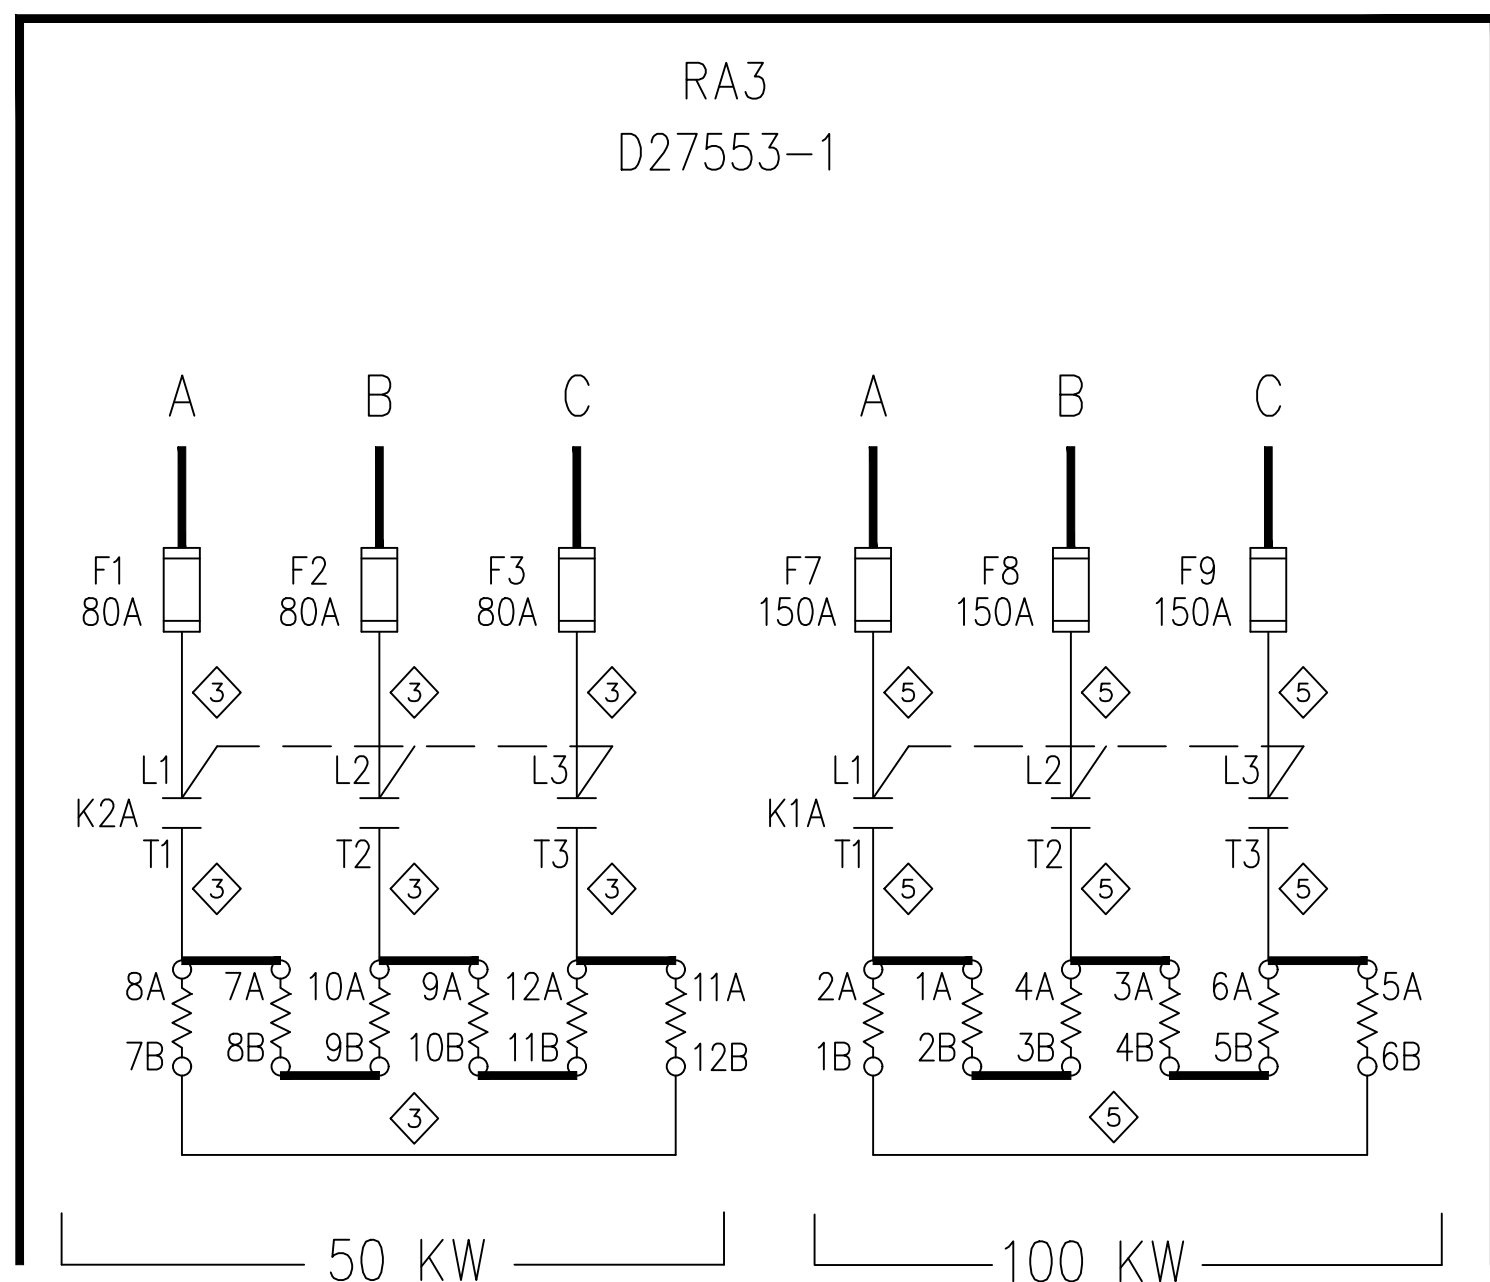 RA3
D27553-1
A B C A B C
F1 F2 F3 F7 F8 F9
80A 80A 80A 150A 150A 150A
3 3 3 5 5 5
L1 L2 L3 L1 L2 L3
K2A K1A
T1 T2 T3 T1 T2 T3
3 3 3 5 5 5
8A 7A 10A 9A 12A 11A 2A 1A 4A 3A 6A 5A
7B 8B 9B 10B 11B 12B 1B 2B 3B 4B 5B 6B
3 5
50 KW 100 KW